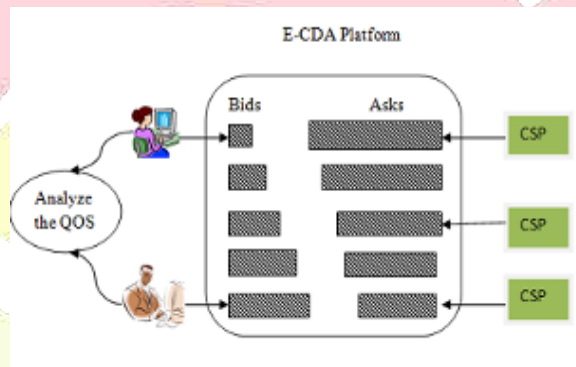 E-CDA Platform
Bids Asks
CSP
Analyze
the QOS
CSP
CSP